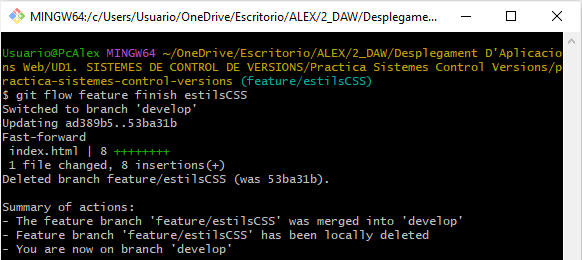 MINGW64:/c/Users/Usuario/OneDrive/Escritorio/ALEX/2_DAW/Desplegame...
Usuario@PcAlex MINGW64 ~/OneDrive/Escritorio/ALEX/2_DAW/Desplegament D'Aplicacio
ns Web/UD1. SISTEMES DE CONTROL DE VERSIONS/Practica Sistemes Control Versions/p
ractica-sistemes-control-versions (feature/estilsCSS)
$ git flow feature finish estilsCSS
Switched to branch 'develop'
Updating ad389b5..53ba31b
Fast-forward
 index.html | 8 ++++++++
 1 file changed, 8 insertions(+)
Deleted branch feature/estilsCSS (was 53ba31b).

Summary of actions:
- The feature branch 'feature/estilsCSS' was merged into 'develop'
- Feature branch 'feature/estilsCSS' has been locally deleted
- You are now on branch 'develop'